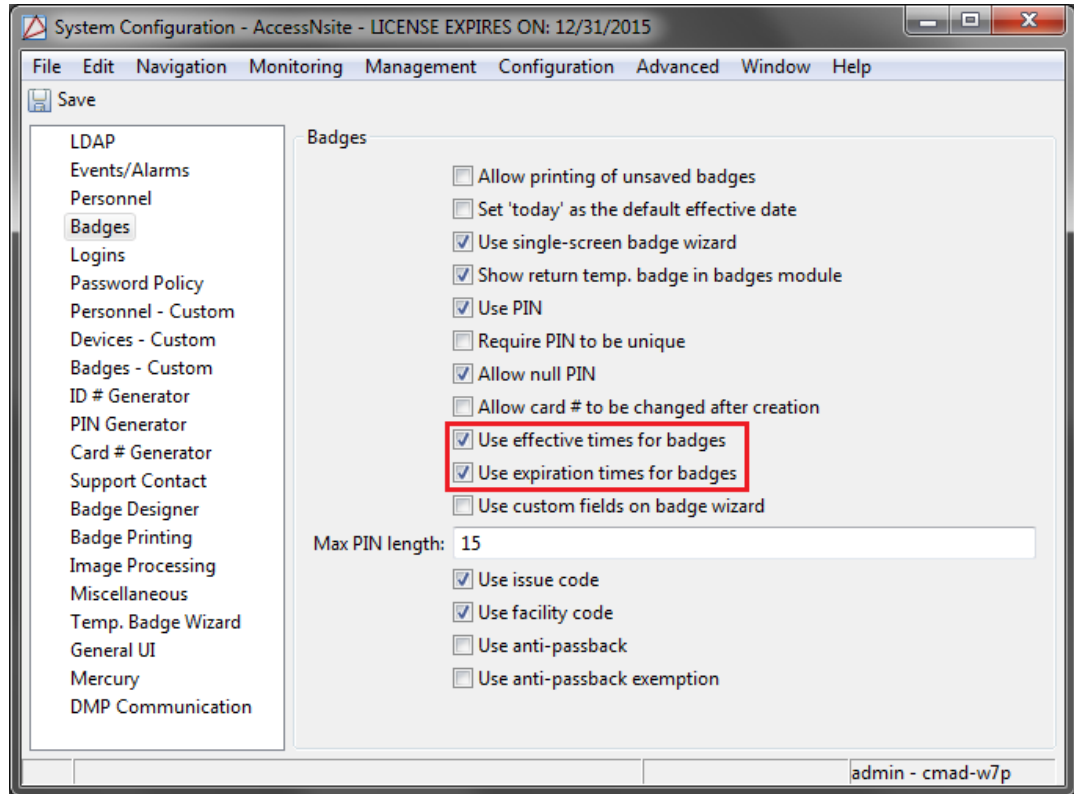 System Configuration - AccessNsite - LICENSE EXPIRES ON: 12/31/2015
File Edit Navigation Monitoring Management Configuration Advanced Window Help
Save
LDAP
Events/Alarms
Personnel
Badges
Logins
Password Policy
Personnel - Custom
Devices - Custom
Badges - Custom
ID # Generator
PIN Generator
Card # Generator
Support Contact
Badge Designer
Badge Printing
Image Processing
Miscellaneous
Temp. Badge Wizard
General UI
Mercury
DMP Communication
Badges
Allow printing of unsaved badges
Set 'today' as the default effective date
Use single-screen badge wizard
Show return temp. badge in badges module
Use PIN
Require PIN to be unique
Allow null PIN
Allow card # to be changed after creation
Use effective times for badges
Use expiration times for badges
Use custom fields on badge wizard
Max PIN length: 15
Use issue code
Use facility code
Use anti-passback
Use anti-passback exemption
admin - cmad-w7p